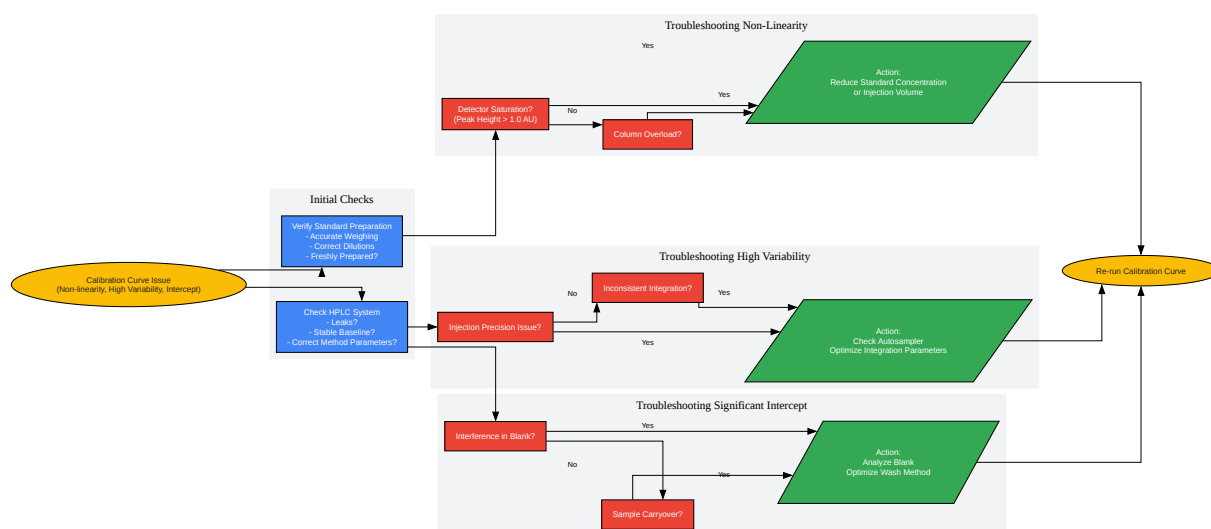 Troubleshooting Non-Linearity
Yes
Action:
Reduce Standard Concentration
or Injection Volume
Yes
Detector Saturation?
(Peak Height > 1.0 AU)
No
Column Overload?
Initial Checks
Verify Standard Preparation
- Accurate Weighing
- Correct Dilutions
- Freshly Prepared?
Calibration Curve Issue
(Non-linearity, High Variability, Intercept)
Check HPLC System
- Leaks?
- Stable Baseline?
- Correct Method Parameters?
Troubleshooting High Variability
Inconsistent Integration?
No
Yes
Injection Precision Issue?
Yes
Action:
Check Autosampler
Optimize Integration Parameters
Re-run Calibration Curve
Troubleshooting Significant Intercept
Interference in Blank?
Yes
No
Yes
Action:
Analyze Blank
Optimize Wash Method
Sample Carryover?